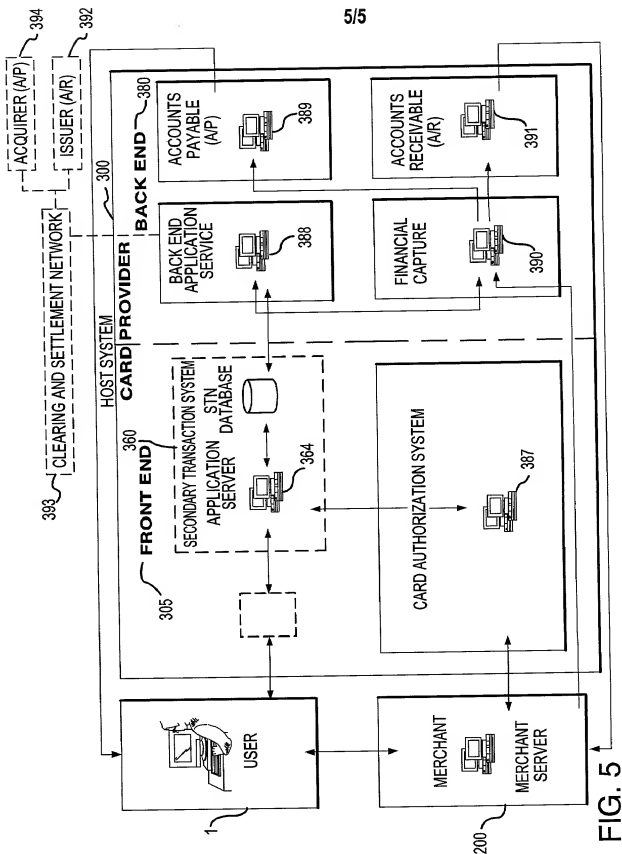 5/5
394
ACQUIRER (A/P)
392
ISSUER (A/R)
393
CLEARING AND SETTLEMENT NETWORK
300
HOST SYSTEM
CARD PROVIDER
BACK END
380
FRONT END
305
BACK END
APPLICATION
SERVICE
388
ACCOUNTS
PAYABLE
(A/P)
389
360
SECONDARY TRANSACTION SYSTEM
APPLICATION
SERVER
364
STN
DATABASE
FINANCIAL
CAPTURE
390
ACCOUNTS
RECEIVABLE
(A/R)
391
CARD AUTHORIZATION SYSTEM
387
USER
1
MERCHANT
MERCHANT
SERVER
200
FIG. 5